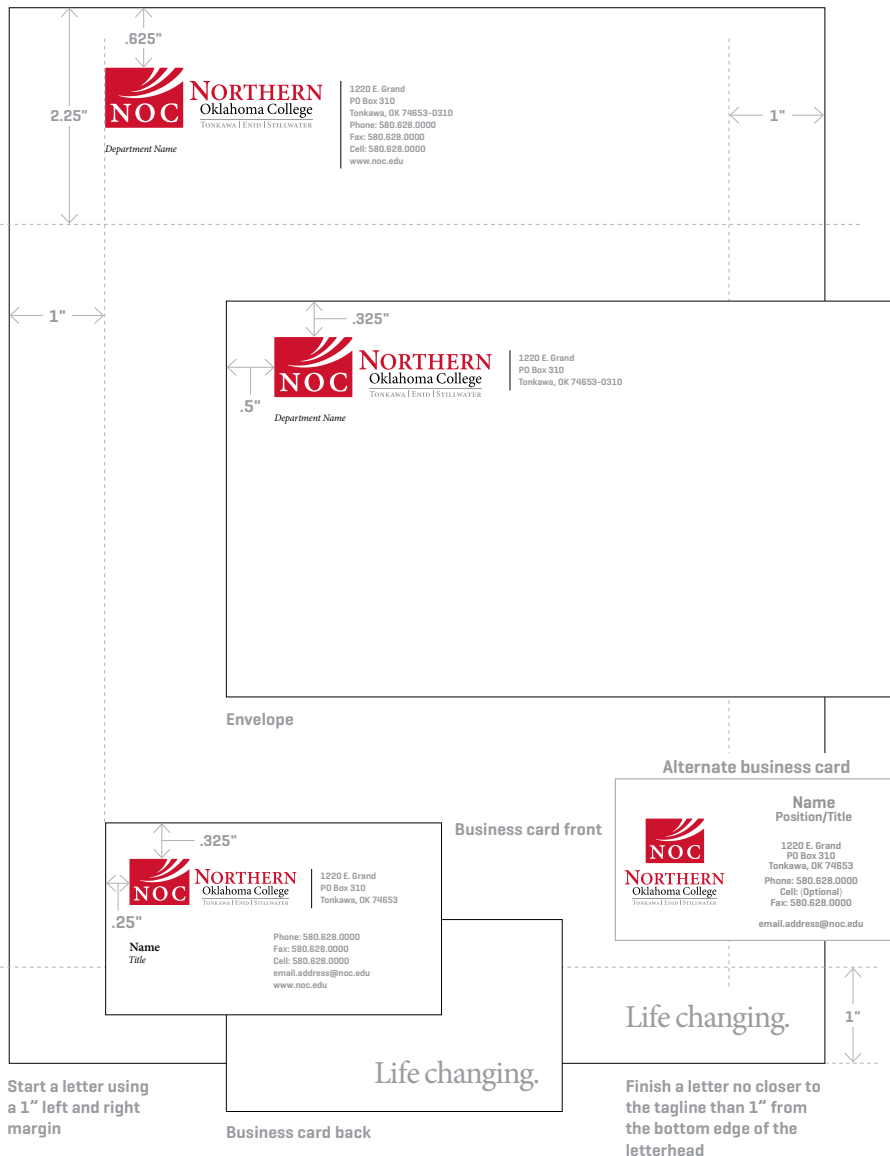 .625"
2.25"
1"
NOC
NORTHERN
Oklahoma College
TONKAWA | ENID | STILLWATER
Department Name
1220 E. Grand
PO Box 310
Tonkawa, OK 74653-0310
Phone: 580.628.0000
Fax: 580.628.0000
Cell: 580.628.0000
www.noc.edu
1"
.325"
.5"
NOC
NORTHERN
Oklahoma College
TONKAWA | ENID | STILLWATER
Department Name
1220 E. Grand
PO Box 310
Tonkawa, OK 74653-0310
Envelope
Alternate business card
Business card front
NOC
NORTHERN
Oklahoma College
TONKAWA | ENID | STILLWATER
Name
Position/Title
1220 E. Grand
PO Box 310
Tonkawa, OK 74653
Phone: 580.628.0000
Cell: (Optional)
Fax: 580.628.0000
email.address@noc.edu
.325"
.25"
NOC
NORTHERN
Oklahoma College
TONKAWA | ENID | STILLWATER
1220 E. Grand
PO Box 310
Tonkawa, OK 74653
Name
Title
Phone: 580.628.0000
Fax: 580.628.0000
Cell: 580.628.0000
email.address@noc.edu
www.noc.edu
Life changing.
1"
Life changing.
Start a letter using
a 1” left and right
margin
Business card back
Finish a letter no closer to
the tagline than 1” from
the bottom edge of the
letterhead